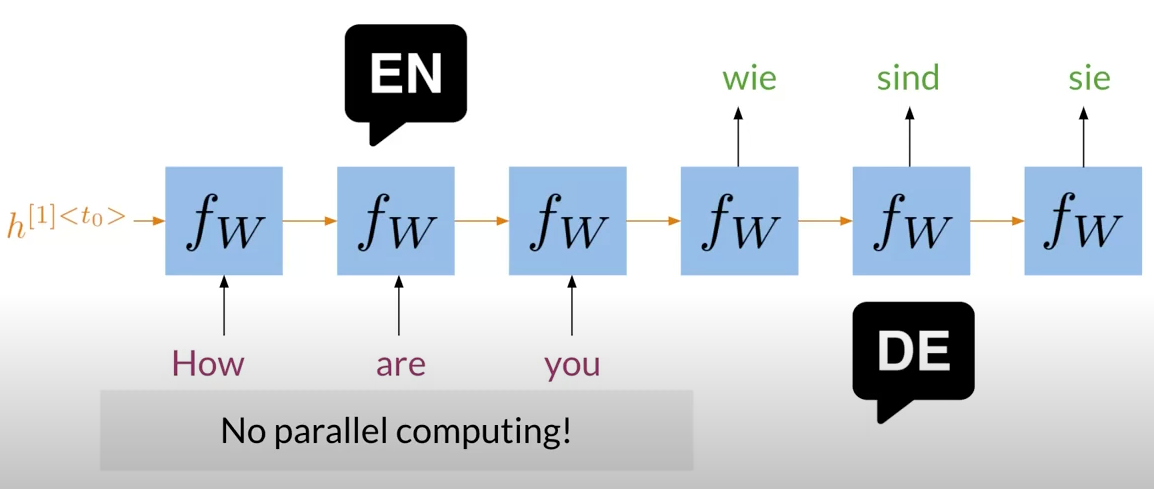 EN
wie sind sie
h^{[1]<t_0>} f_W f_W f_W f_W f_W f_W
How are you
DE
No parallel computing!